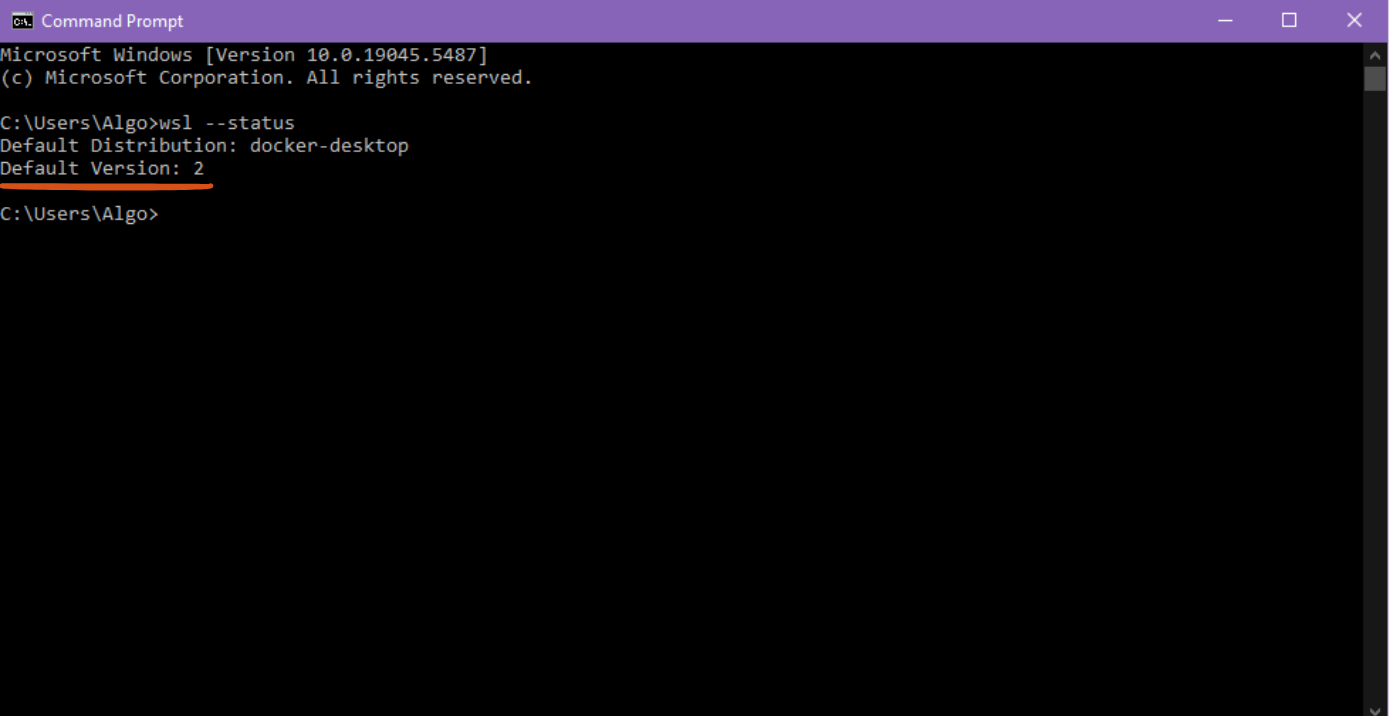 Command Prompt
Microsoft Windows [Version 10.0.19045.5487]
(c) Microsoft Corporation. All rights reserved.
C:\Users\Algo>wsl --status
Default Distribution: docker-desktop
Default Version: 2
C:\Users\Algo>